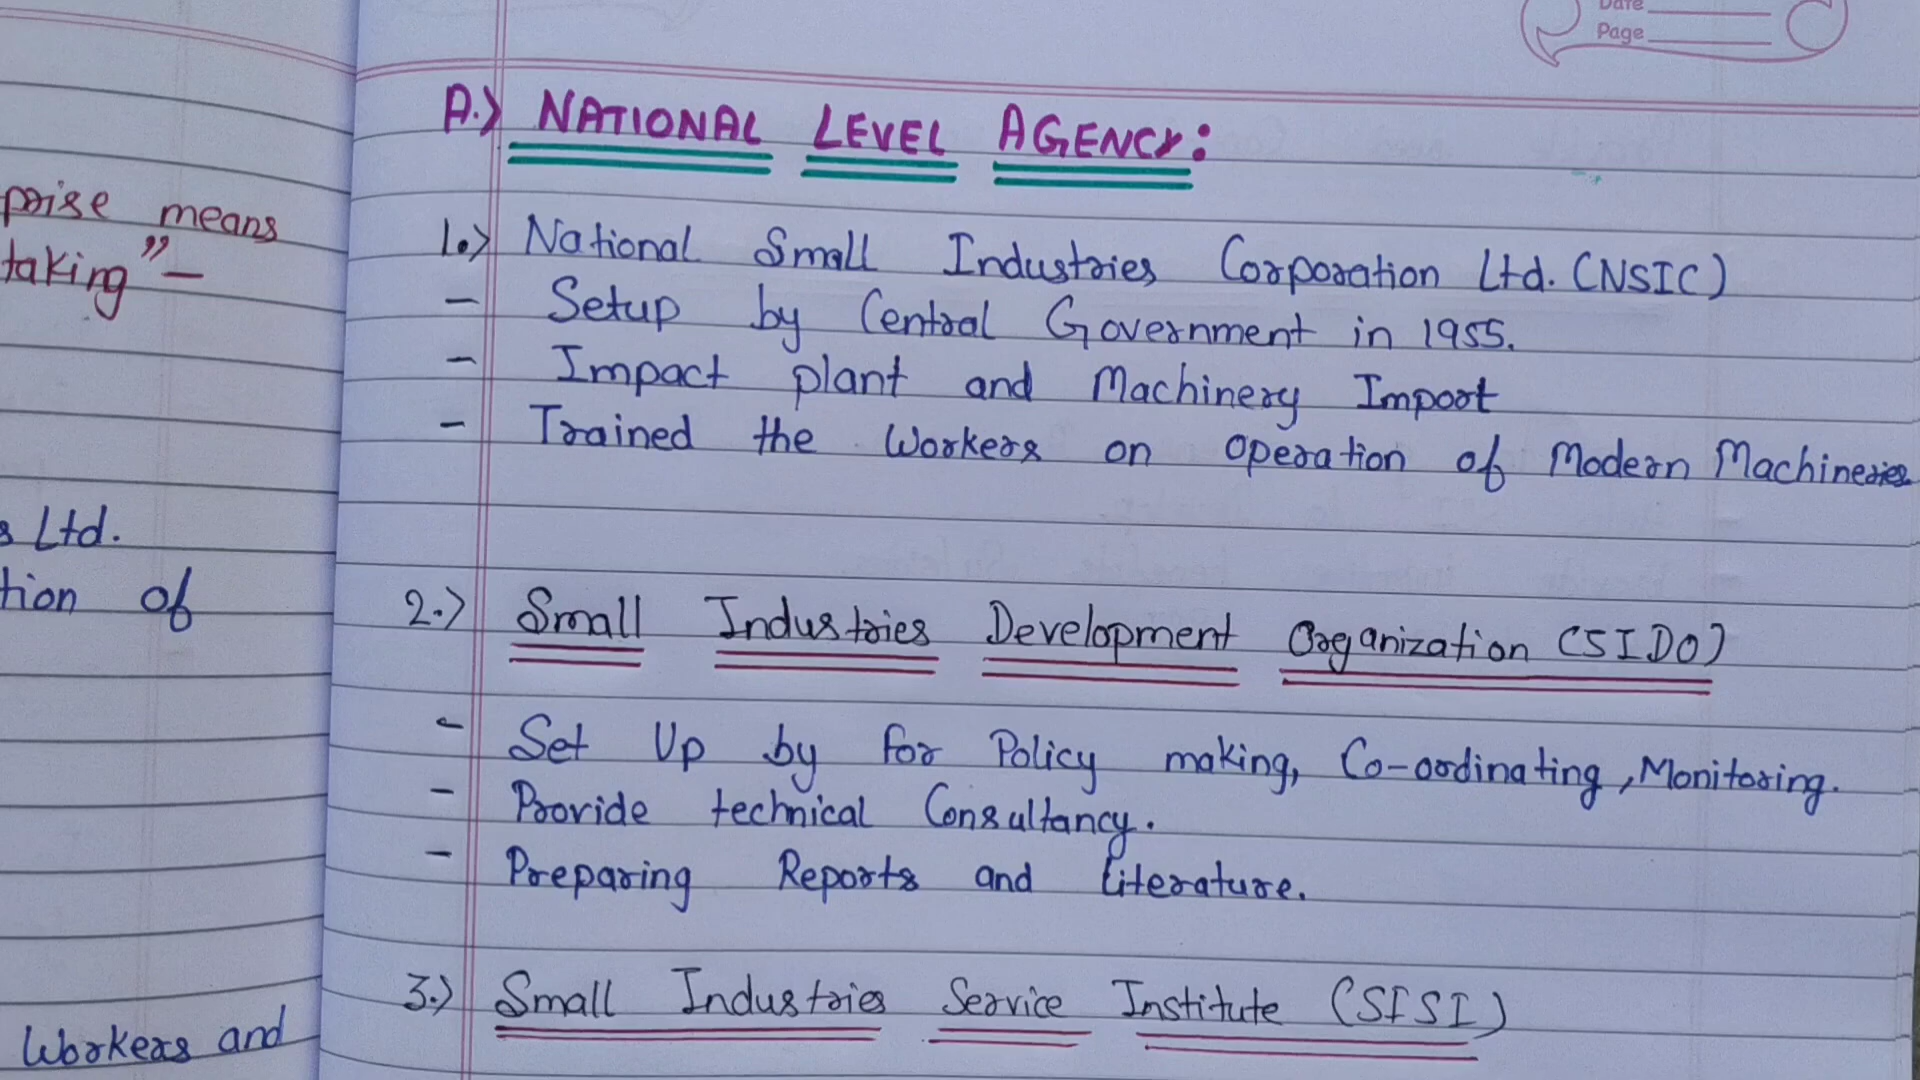 Date
Page
prise means
taking" -
s Ltd.
tion of
Workers and
A.) NATIONAL LEVEL AGENCY:
1.) National Small Industries Corporation Ltd. (NSIC)
- Setup by Central Government in 1955.
- Impact plant and Machinery Import
- Trained the Workers on Operation of Modern Machineries
2.) Small Industries Development Organization (SIDO)
- Set Up by for Policy making, Co-ordinating, Monitoring.
- Provide technical Consultancy.
- Preparing Reports and Literature.
3.) Small Industries Service Institute (SISI)